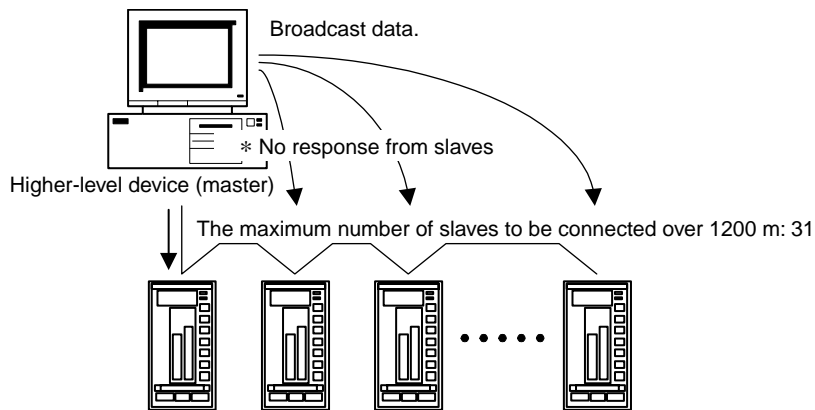 Broadcast data.
* No response from slaves
Higher-level device (master)
The maximum number of slaves to be connected over 1200 m: 31